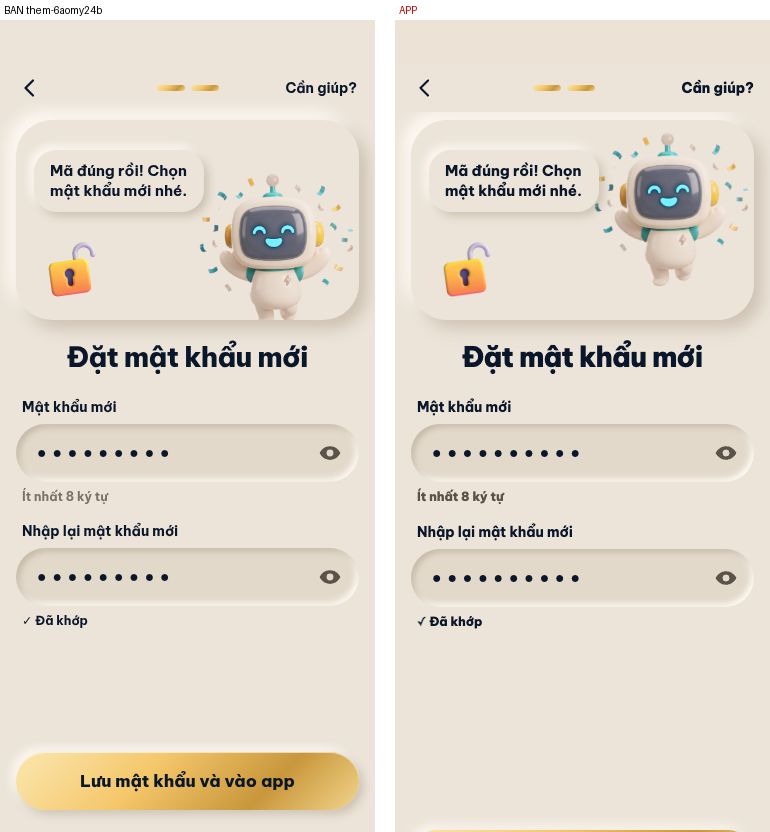 BAN them-6aomy24b
Cần giúp?
Mã đúng rồi! Chọn
mật khẩu mới nhé.
Đặt mật khẩu mới
Mật khẩu mới
•••••••••
Ít nhất 8 ký tự
Nhập lại mật khẩu mới
•••••••••
✓ Đã khớp
Lưu mật khẩu và vào app
APP
Cần giúp?
Mã đúng rồi! Chọn
mật khẩu mới nhé.
Đặt mật khẩu mới
Mật khẩu mới
••••••••••
Ít nhất 8 ký tự
Nhập lại mật khẩu mới
••••••••••
✓ Đã khớp